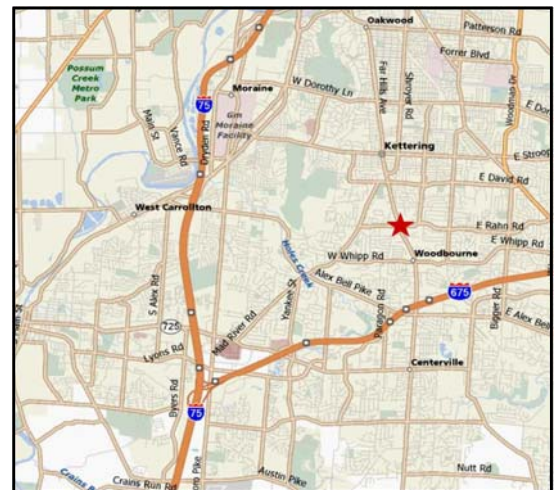 Oakwood
Patterson Rd
Forrer Blvd
Possum
Creek
Metro
Park
Far Hills Ave
Shroyer Rd
Woodman Dr
W Dorothy Ln
Moraine
75
Gm
Moraine
Facility
Main St
Vance Rd
Dryden Rd
Kettering
E Stroop
E David Rd
West Carrollton
E Rahn Rd
E Whipp Rd
Holes Creek
W Whipp Rd
Woodbourne
Alex Bell Pike
675
S Alex Rd
Yankee St
Mad River Rd
Paragon Rd
Bigger Rd
E Alex Bell
725
Lyons Rd
Centerville
Byers Rd
75
Crains Run Rd
Austin Pike
Nutt Rd